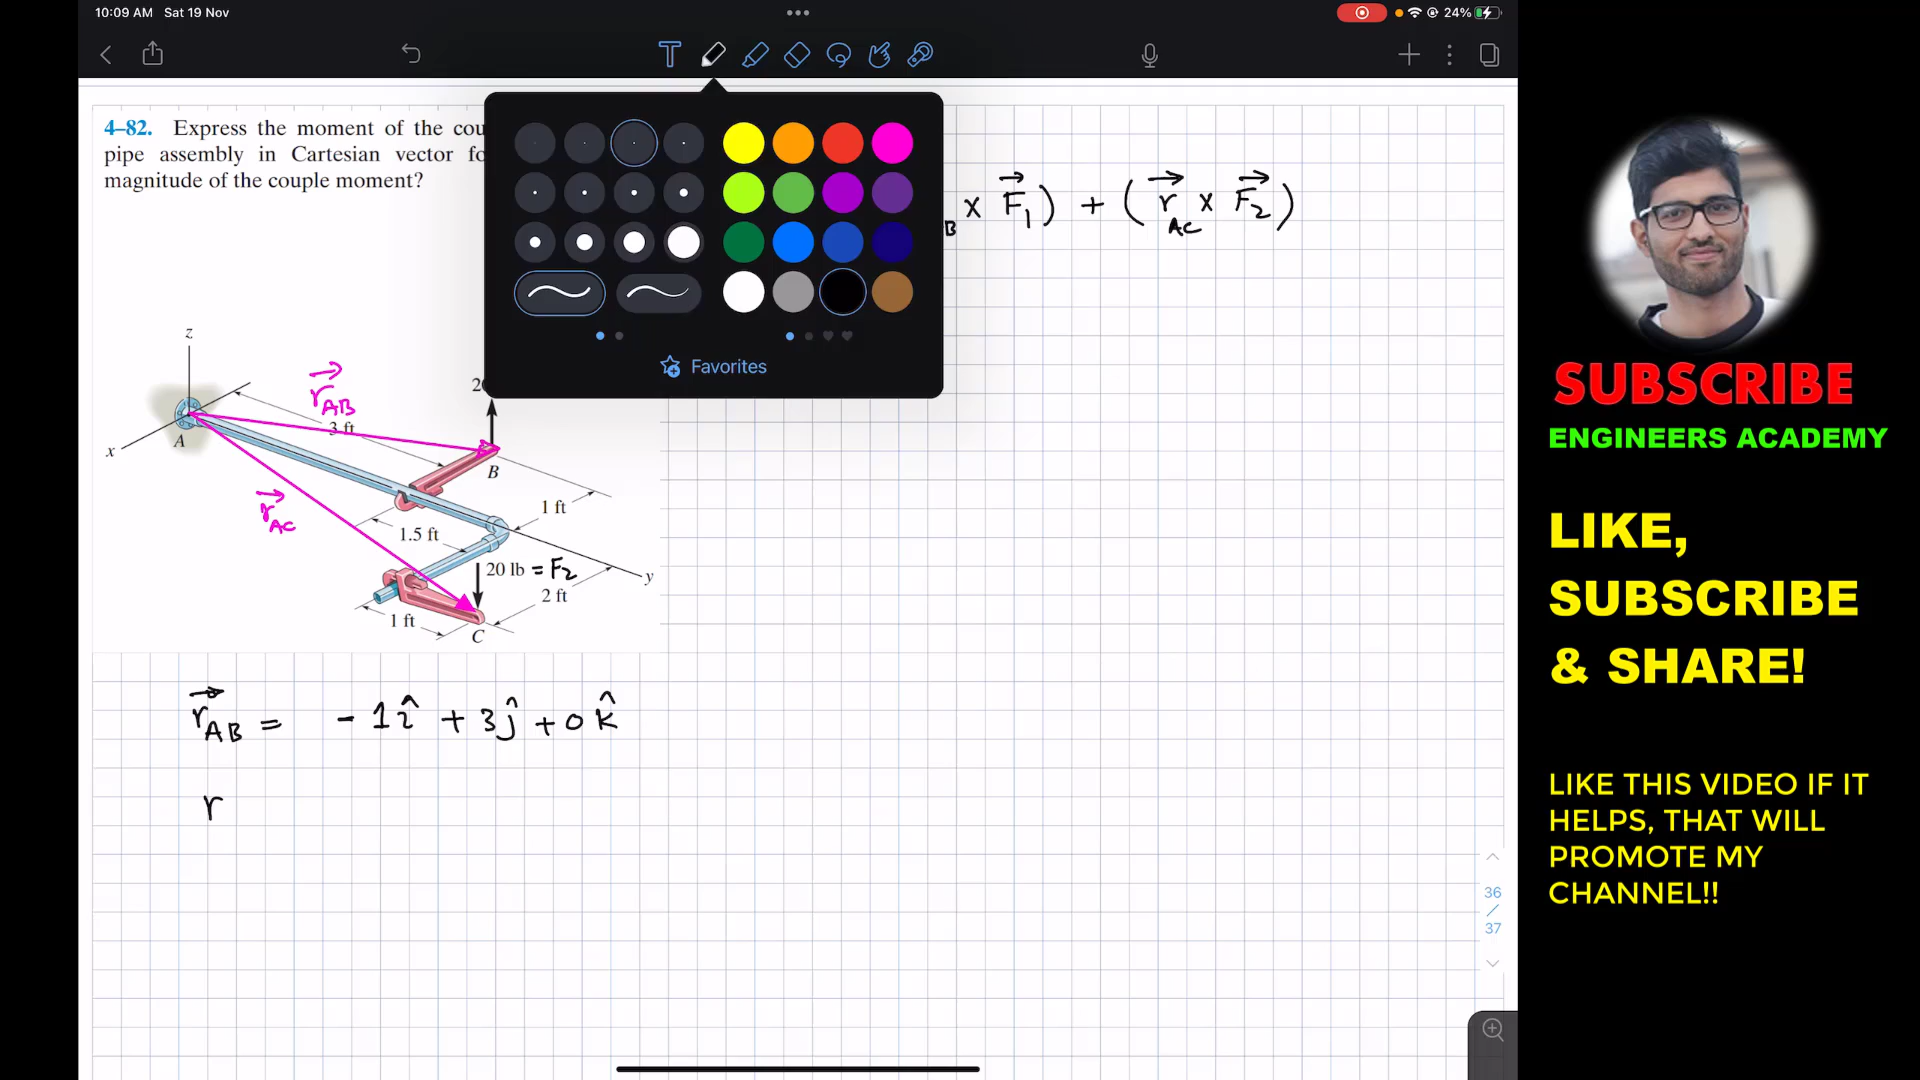 10:09 AM Sat 19 Nov
24%
4–82. Express the moment of the cou
pipe assembly in Cartesian vector fo
magnitude of the couple moment?
B × F₁) + (r AC × F₂)
Favorites
z
r AB
3 ft
2
x
A
B
r AC
1 ft
1.5 ft
20 lb = F₂
y
2 ft
1 ft
C
r AB = - 1î + 3ĵ + 0 k̂
r
36
/
37
SUBSCRIBE
ENGINEERS ACADEMY
LIKE,
SUBSCRIBE
& SHARE!
LIKE THIS VIDEO IF IT
HELPS, THAT WILL
PROMOTE MY
CHANNEL!!